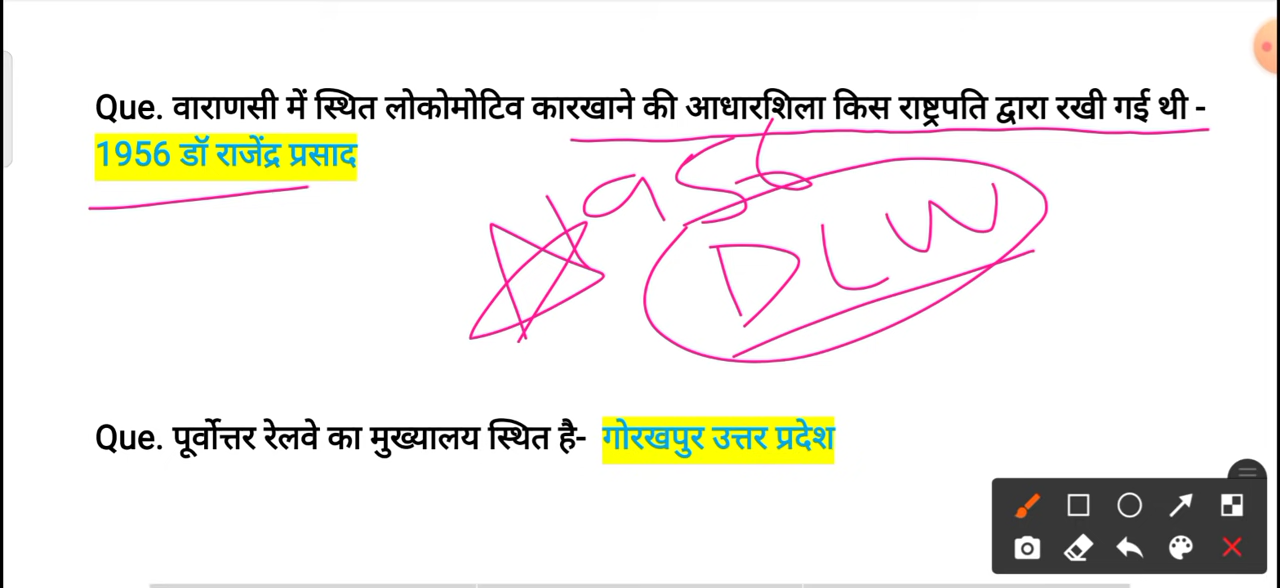 Que. वाराणसी में स्थित लोकोमोटिव कारखाने की आधारशिला किस राष्ट्रपति द्वारा रखी गई थी -
1956 डॉ राजेंद्र प्रसाद
DLW
Que. पूर्वोत्तर रेलवे का मुख्यालय स्थित है- गोरखपुर उत्तर प्रदेश